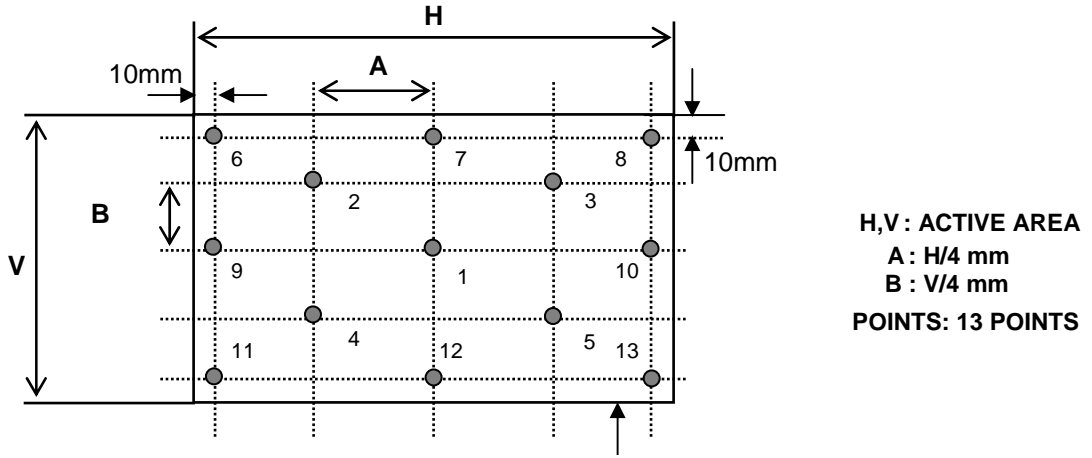 H
10mm
A
6
7
8
10mm
2
3
B
V
9
1
10
4
5
11
12
13
H,V : ACTIVE AREA
A : H/4 mm
B : V/4 mm
POINTS: 13 POINTS